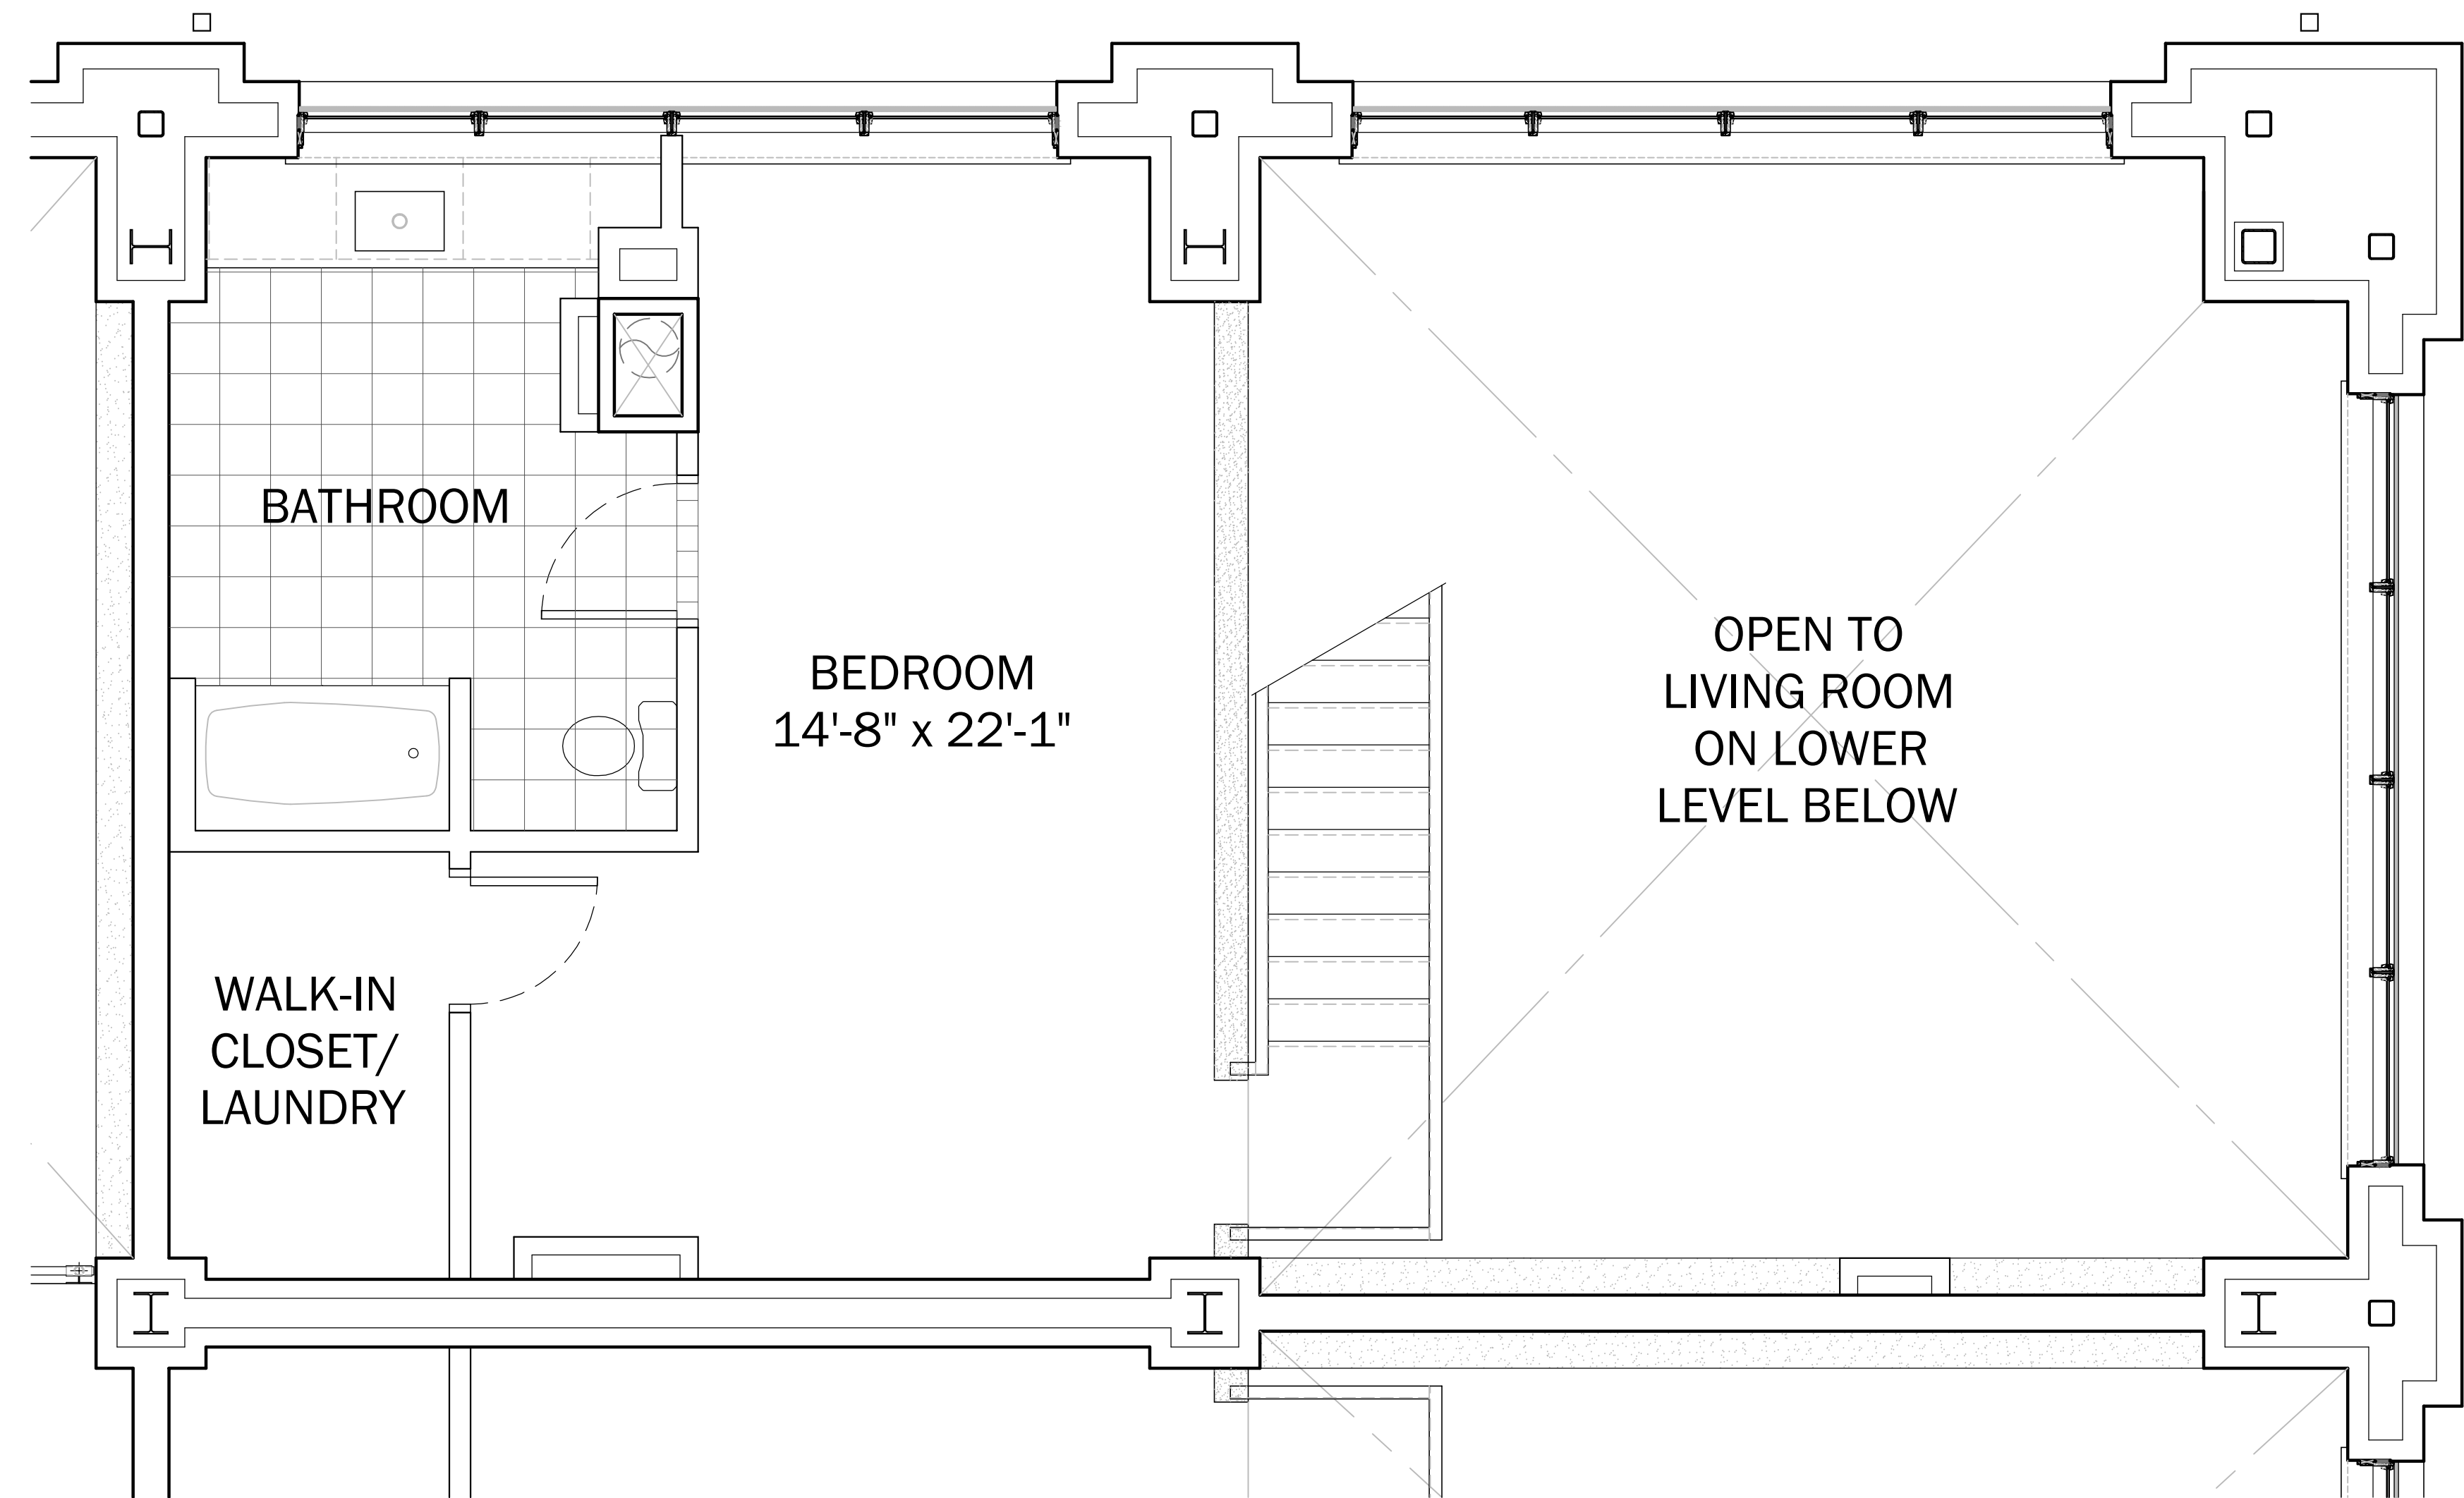 BATHROOM
BEDROOM
14'-8" x 22'-1"
OPEN TO
LIVING ROOM
ON LOWER
LEVEL BELOW
WALK-IN
CLOSET/
LAUNDRY